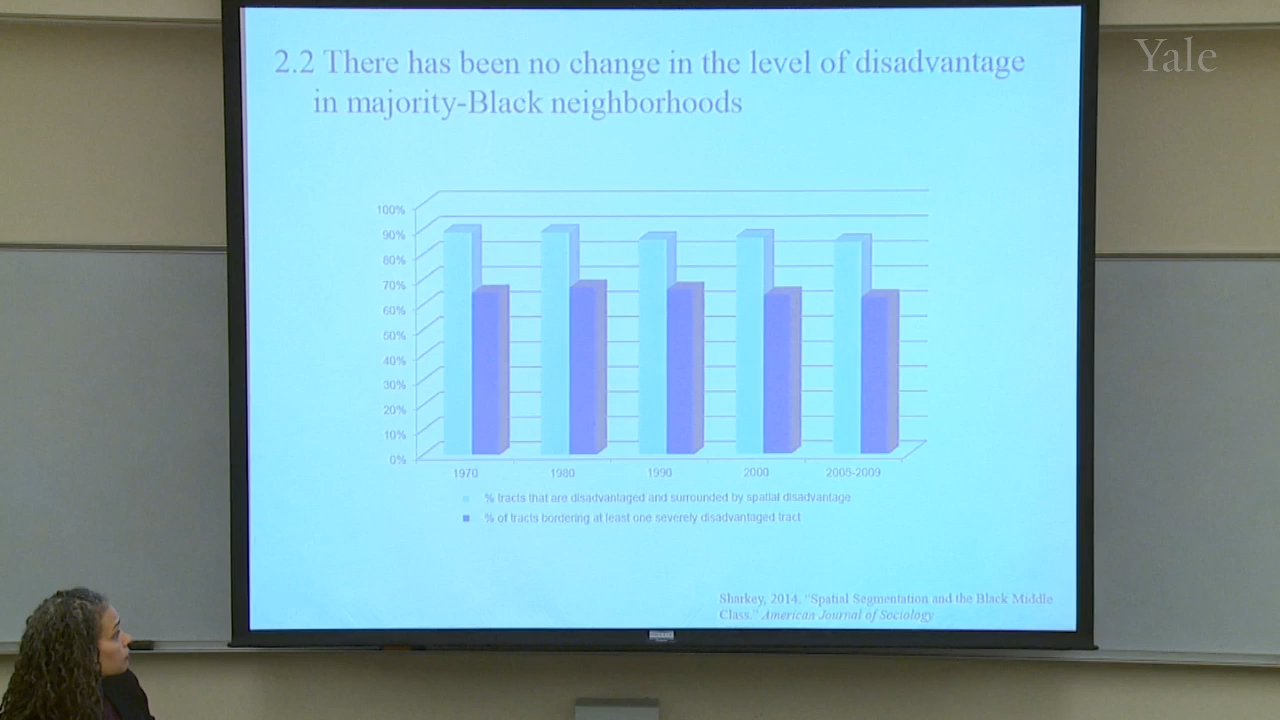 Yale
2.2 There has been no change in the level of disadvantage
in majority-Black neighborhoods
100%
90%
80%
70%
60%
50%
40%
30%
20%
10%
0%
1970
1980
1990
2000
2005-2009
% tracts that are disadvantaged and surrounded by spatial disadvantage
% of tracts bordering at least one severely disadvantaged tract
Sharkey, 2014, "Spatial Segmentation and the Black Middle
Class." American Journal of Sociology